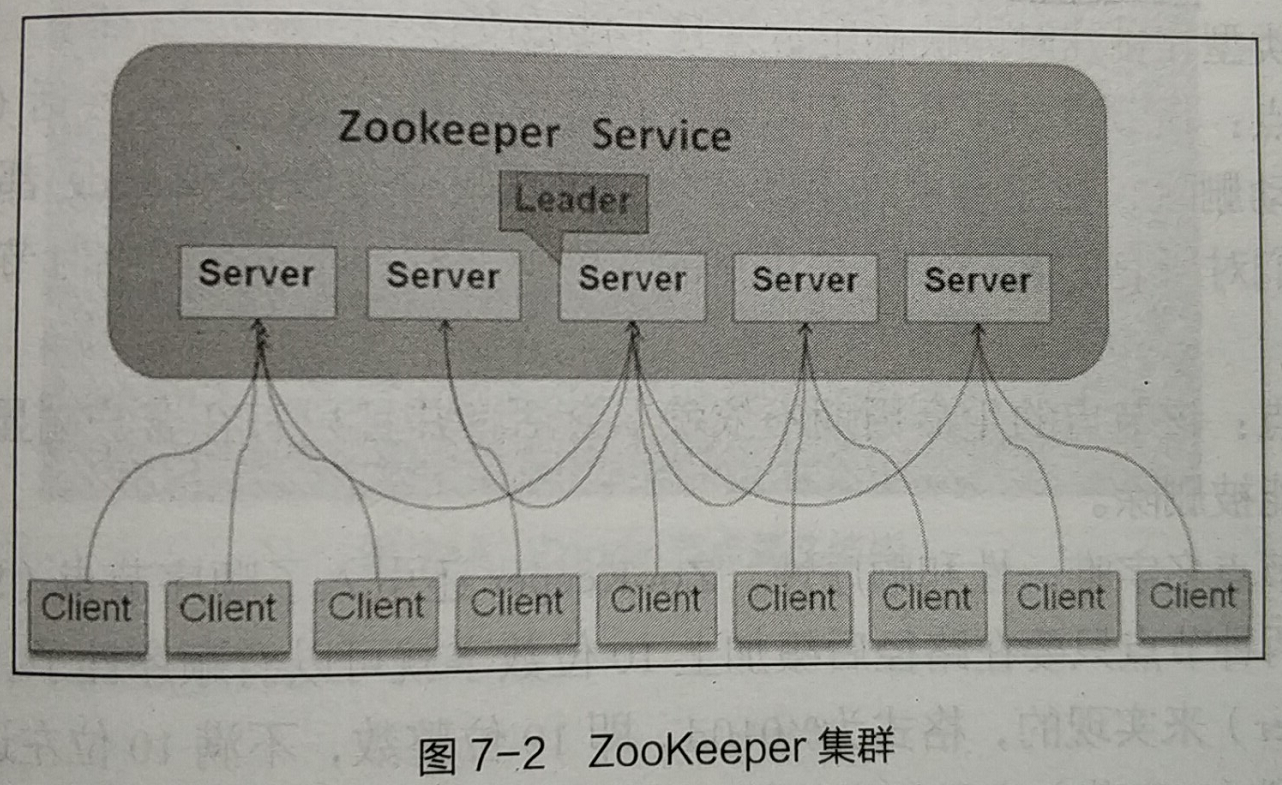 Zookeeper Service
Leader
Server Server Server Server Server
Client Client Client Client Client Client Client Client Client
图 7-2 ZooKeeper 集群